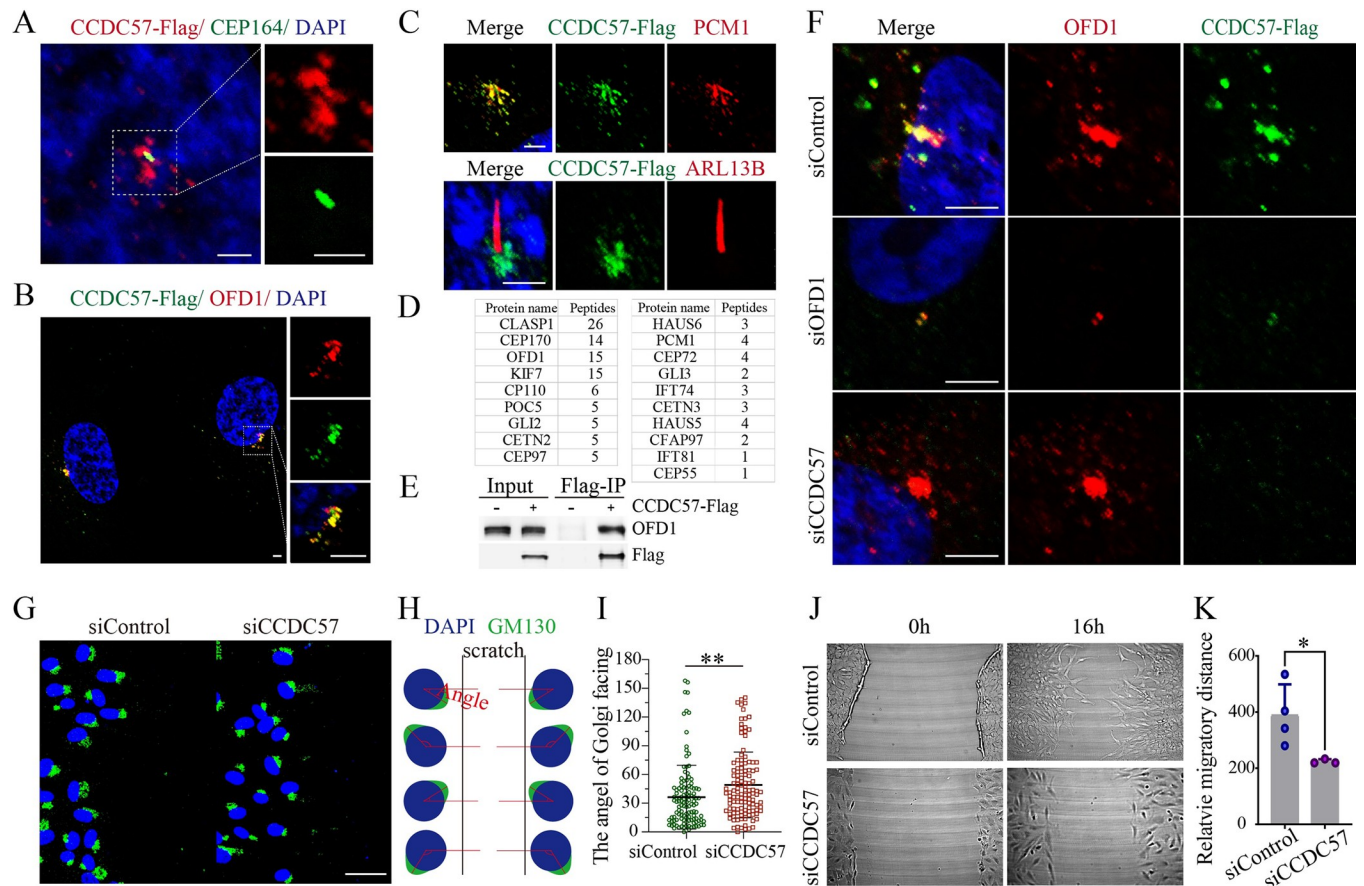 A
CCDC57-Flag/ CEP164/ DAPI
B
CCDC57-Flag/ OFD1/ DAPI
C
Merge CCDC57-Flag PCM1
Merge CCDC57-Flag ARL13B
D
Protein name Peptides
CLASP1 26
CEP170 14
OFD1 15
KIF7 15
CP110 6
POC5 5
GLI2 5
CETN2 5
CEP97 5
Protein name Peptides
HAUS6 3
PCM1 4
CEP72 4
GLI3 2
IFT74 3
CETN3 3
HAUS5 4
CFAP97 2
IFT81 1
CEP55 1
E
Input Flag-IP
- + - + CCDC57-Flag
OFD1
Flag
F
Merge OFD1 CCDC57-Flag
siControl
siOFD1
siCCDC57
G
siControl siCCDC57
H
DAPI GM130
scratch
Angle
I
The angel of Golgi facing
180
150
120
90
60
30
0
**
siControl siCCDC57
J
0h 16h
siControl
siCCDC57
K
Relatvie migratory distance
600
400
200
0
*
siControl
siCCDC57